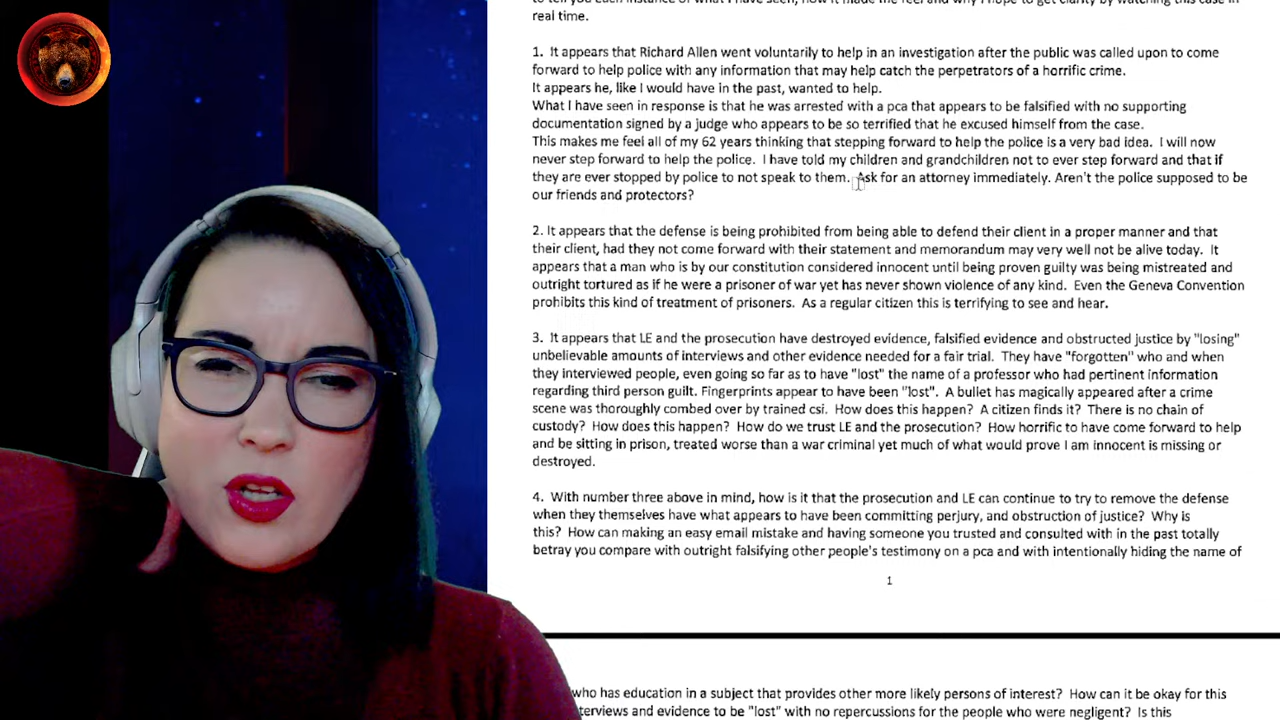 real time.
1. It appears that Richard Allen went voluntarily to help in an investigation after the public was called upon to come
forward to help police with any information that may help catch the perpetrators of a horrific crime.
It appears he, like I would have in the past, wanted to help.
What I have seen in response is that he was arrested with a pca that appears to be falsified with no supporting
documentation signed by a judge who appears to be so terrified that he excused himself from the case.
This makes me feel all of my 62 years thinking that stepping forward to help the police is a very bad idea. I will now
never step forward to help the police. I have told my children and grandchildren not to ever step forward and that if
they are ever stopped by police to not speak to them. Ask for an attorney immediately. Aren't the police supposed to be
our friends and protectors?
2. It appears that the defense is being prohibited from being able to defend their client in a proper manner and that
their client, had they not come forward with their statement and memorandum may very well not be alive today. It
appears that a man who is by our constitution considered innocent until being proven guilty was being mistreated and
outright tortured as if he were a prisoner of war yet has never shown violence of any kind. Even the Geneva Convention
prohibits this kind of treatment of prisoners. As a regular citizen this is terrifying to see and hear.
3. It appears that LE and the prosecution have destroyed evidence, falsified evidence and obstructed justice by "losing"
unbelievable amounts of interviews and other evidence needed for a fair trial. They have "forgotten" who and when
they interviewed people, even going so far as to have "lost" the name of a professor who had pertinent information
regarding third person guilt. Fingerprints appear to have been "lost". A bullet has magically appeared after a crime
scene was thoroughly combed over by trained csi. How does this happen? A citizen finds it? There is no chain of
custody? How does this happen? How do we trust LE and the prosecution? How horrific to have come forward to help
and be sitting in prison, treated worse than a war criminal yet much of what would prove I am innocent is missing or
destroyed.
4. With number three above in mind, how is it that the prosecution and LE can continue to try to remove the defense
when they themselves have what appears to have been committing perjury, and obstruction of justice? Why is
this? How can making an easy email mistake and having someone you trusted and consulted with in the past totally
betray you compare with outright falsifying other people's testimony on a pca and with intentionally hiding the name of
1
who has education in a subject that provides other more likely persons of interest? How can it be okay for this
and evidence to be "lost" with no repercussions for the people who were negligent? Is this